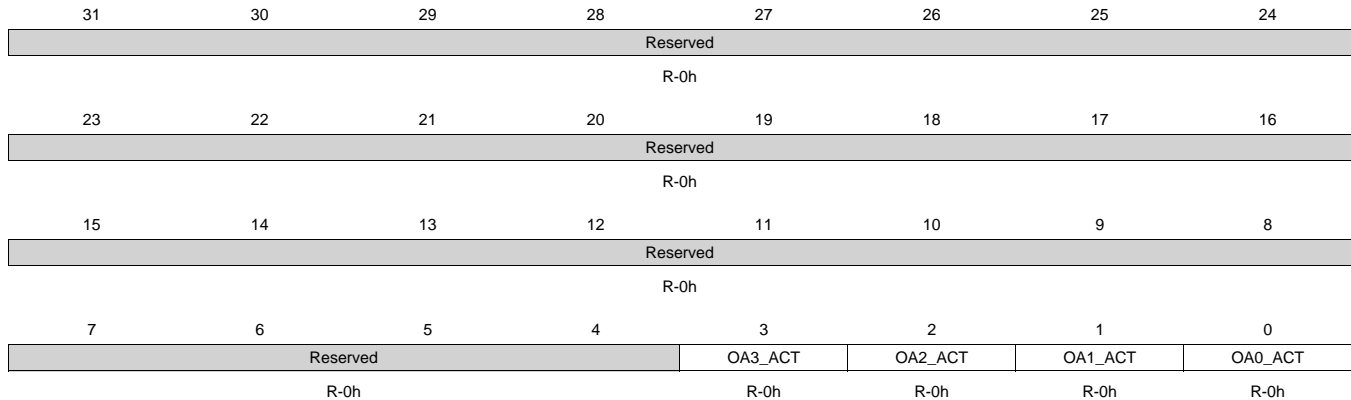 31 30 29 28 27 26 25 24
Reserved
R-0h
23 22 21 20 19 18 17 16
Reserved
R-0h
15 14 13 12 11 10 9 8
Reserved
R-0h
7 6 5 4 3 2 1 0
Reserved OA3_ACT OA2_ACT OA1_ACT OA0_ACT
R-0h R-0h R-0h R-0h R-0h